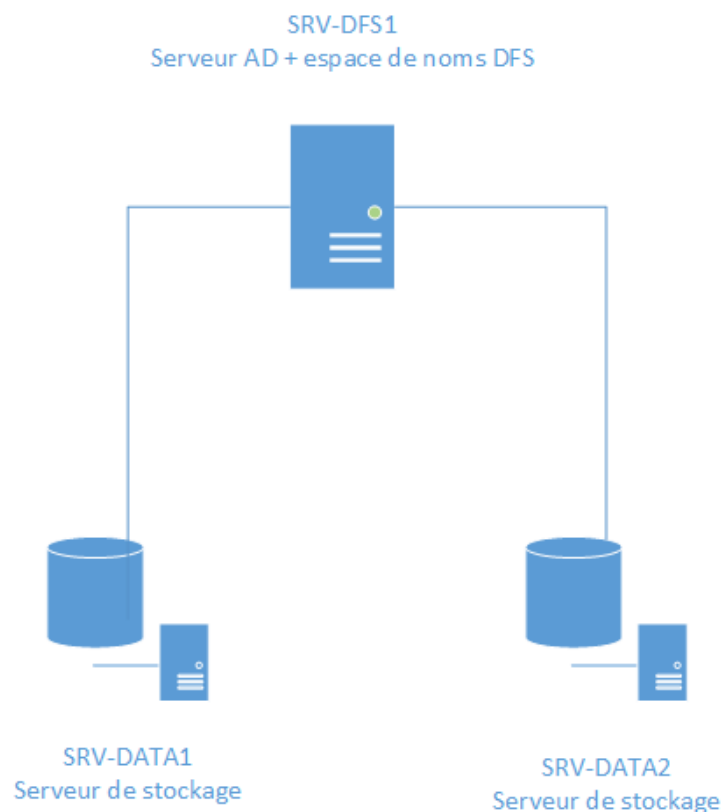 SRV-DFS1
Serveur AD + espace de noms DFS
SRV-DATA1
Serveur de stockage
SRV-DATA2
Serveur de stockage